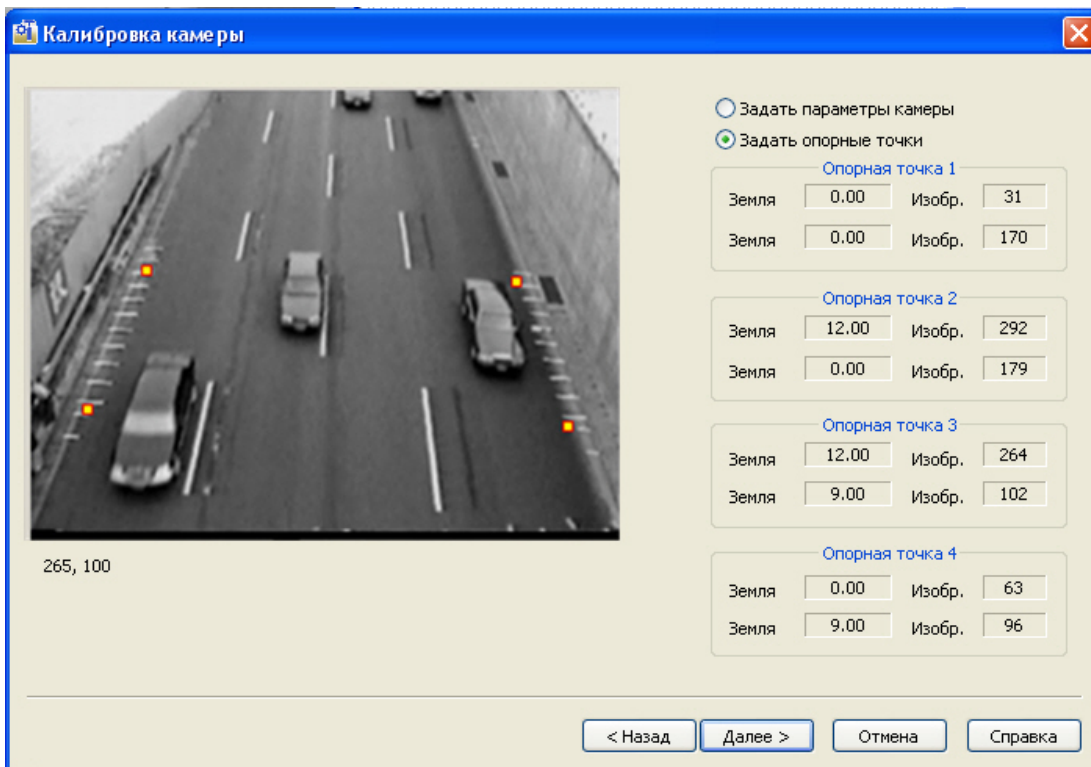 Калибровка камеры
Задать параметры камеры
Задать опорные точки
Опорная точка 1
Земля 0.00 Изобр. 31
Земля 0.00 Изобр. 170
Опорная точка 2
Земля 12.00 Изобр. 292
Земля 0.00 Изобр. 179
Опорная точка 3
Земля 12.00 Изобр. 264
Земля 9.00 Изобр. 102
Опорная точка 4
Земля 0.00 Изобр. 63
Земля 9.00 Изобр. 96
265, 100
< Назад Далее > Отмена Справка